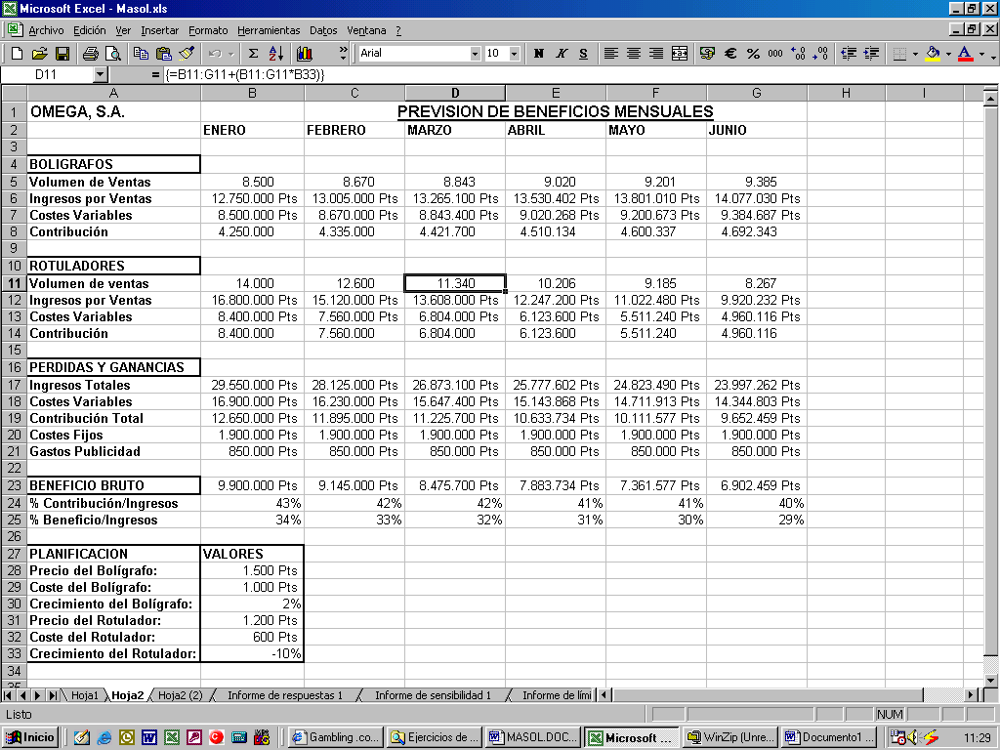 Microsoft Excel - Masol.xls
Archivo Edición Ver Insertar Formato Herramientas Datos Ventana ?
Arial 10 N K S € % 000
D11 = {=B11:G11+(B11:G11*B33)}
A B C D E F G H I
1 OMEGA, S.A. PREVISION DE BENEFICIOS MENSUALES
2 ENERO FEBRERO MARZO ABRIL MAYO JUNIO
3
4 BOLIGRAFOS
5 Volumen de Ventas 8.500 8.670 8.843 9.020 9.201 9.385
6 Ingresos por Ventas 12.750.000 Pts 13.005.000 Pts 13.265.100 Pts 13.530.402 Pts 13.801.010 Pts 14.077.030 Pts
7 Costes Variables 8.500.000 Pts 8.670.000 Pts 8.843.400 Pts 9.020.268 Pts 9.200.673 Pts 9.384.687 Pts
8 Contribución 4.250.000 4.335.000 4.421.700 4.510.134 4.600.337 4.692.343
9
10 ROTULADORES
11 Volumen de ventas 14.000 12.600 11.340 10.206 9.185 8.267
12 Ingresos por Ventas 16.800.000 Pts 15.120.000 Pts 13.608.000 Pts 12.247.200 Pts 11.022.480 Pts 9.920.232 Pts
13 Costes Variables 8.400.000 Pts 7.560.000 Pts 6.804.000 Pts 6.123.600 Pts 5.511.240 Pts 4.960.116 Pts
14 Contribución 8.400.000 7.560.000 6.804.000 6.123.600 5.511.240 4.960.116
15
16 PERDIDAS Y GANANCIAS
17 Ingresos Totales 29.550.000 Pts 28.125.000 Pts 26.873.100 Pts 25.777.602 Pts 24.823.490 Pts 23.997.262 Pts
18 Costes Variables 16.900.000 Pts 16.230.000 Pts 15.647.400 Pts 15.143.868 Pts 14.711.913 Pts 14.344.803 Pts
19 Contribución Total 12.650.000 Pts 11.895.000 Pts 11.225.700 Pts 10.633.734 Pts 10.111.577 Pts 9.652.459 Pts
20 Costes Fijos 1.900.000 Pts 1.900.000 Pts 1.900.000 Pts 1.900.000 Pts 1.900.000 Pts 1.900.000 Pts
21 Gastos Publicidad 850.000 Pts 850.000 Pts 850.000 Pts 850.000 Pts 850.000 Pts 850.000 Pts
22
23 BENEFICIO BRUTO 9.900.000 Pts 9.145.000 Pts 8.475.700 Pts 7.883.734 Pts 7.361.577 Pts 6.902.459 Pts
24 % Contribución/Ingresos 43% 42% 42% 41% 41% 40%
25 % Beneficio/Ingresos 34% 33% 32% 31% 30% 29%
26
27 PLANIFICACION VALORES
28 Precio del Bolígrafo: 1.500 Pts
29 Coste del Bolígrafo: 1.000 Pts
30 Crecimiento del Bolígrafo: 2%
31 Precio del Rotulador: 1.200 Pts
32 Coste del Rotulador: 600 Pts
33 Crecimiento del Rotulador: -10%
34
35
Hoja1 Hoja2 Hoja2 (2) Informe de respuestas 1 Informe de sensibilidad 1 Informe de lími
Listo NUM
Inicio Gambling .co... Ejercicios de ... MASOL.DOC... Microsoft ... WinZip (Unre... Documento1 ... 11:29